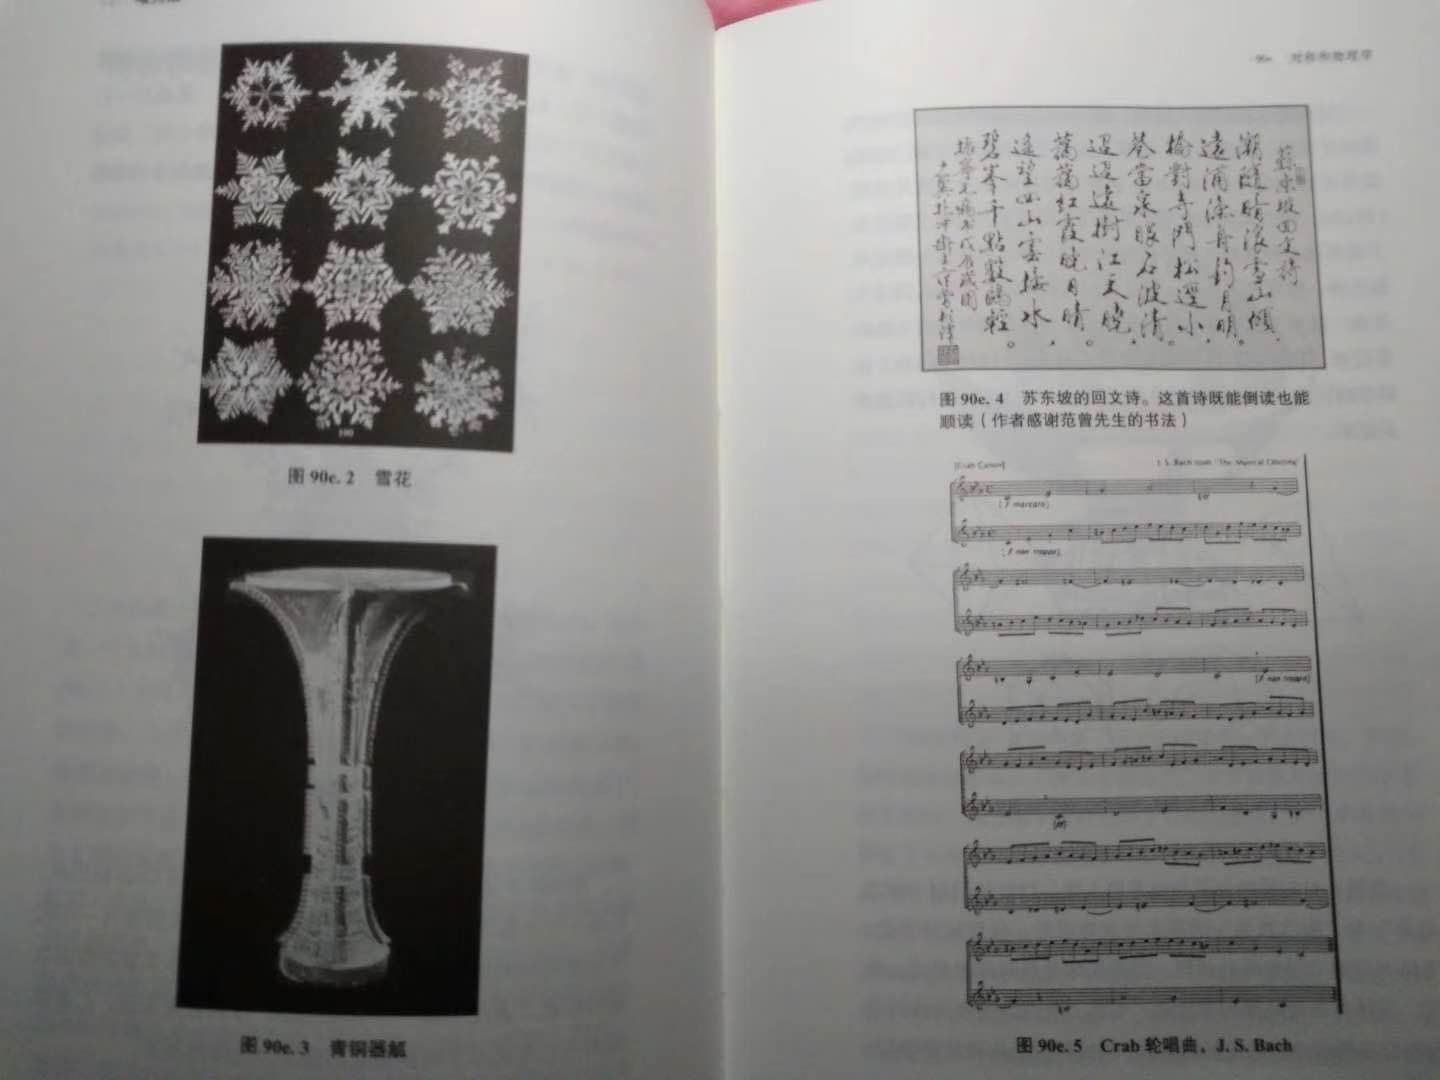 图 90e. 2 雪花
图 90e. 3 青铜器觚
90e 对称和物理学
蘇東坡回文詩
潮隨暗浪雪山傾，
遠浦漁舟釣月明。
橋對寺門松逕小，
巷當泉眼石波清。
迢迢遠樹江天曉，
藹藹紅霞晚日晴。
遙望四山雲接水，
碧峯千點數鷗輕。
图 90e. 4 苏东坡的回文诗。这首诗既能倒读也能
顺读（作者感谢范曾先生的书法）
[Crab Canon] J. S. Bach from 'The Musical Offering'
[f marcato]
[f non troppo]
[f non troppo]
图 90e. 5 Crab 轮唱曲，J. S. Bach